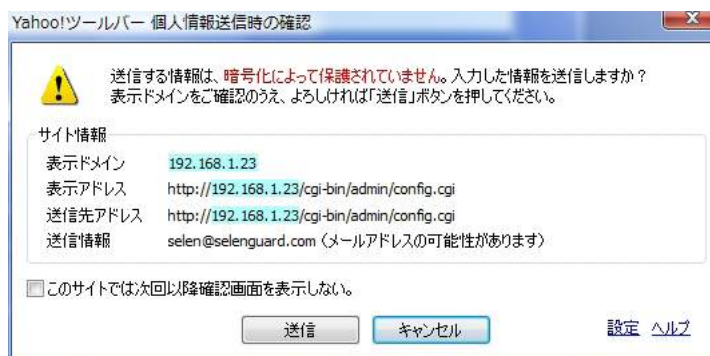 Yahoo!ツールバー 個人情報送信時の確認
送信する情報は、暗号化によって保護されていません。入力した情報を送信しますか？
表示ドメインをご確認のうえ、よろしければ「送信」ボタンを押してください。
サイト情報
表示ドメイン 192.168.1.23
表示アドレス http://192.168.1.23/cgi-bin/admin/config.cgi
送信先アドレス http://192.168.1.23/cgi-bin/admin/config.cgi
送信情報 selen@selenguard.com （メールアドレスの可能性があります）
このサイトでは次回以降確認画面を表示しない。
送信 キャンセル 設定 ヘルプ